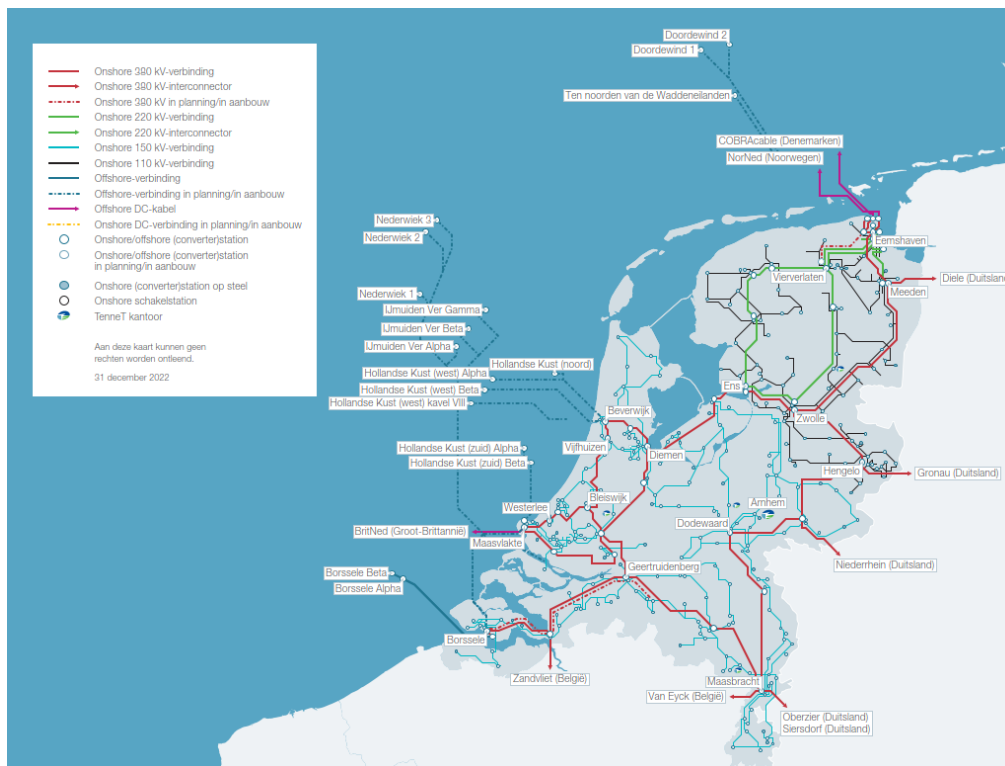 Onshore 380 kV-verbinding
Onshore 380 kV-interconnector
Onshore 380 kV in planning/in aanbouw
Onshore 220 kV-verbinding
Onshore 220 kV-interconnector
Onshore 150 kV-verbinding
Onshore 110 kV-verbinding
Offshore-verbinding
Offshore-verbinding in planning/in aanbouw
Offshore DC-kabel
Onshore DC-verbinding in planning/in aanbouw
Onshore/offshore (converter)station
Onshore/offshore (converter)station
in planning/in aanbouw
Onshore (converter)station op steel
Onshore schakelstation
TenneT kantoor
Aan deze kaart kunnen geen
rechten worden ontleend.
31 december 2022
Doordewind 2
Doordewind 1
Ten noorden van de Waddeneilanden
COBRAcable (Denemarken)
NorNed (Noorwegen)
Nederwiek 3
Nederwiek 2
Eemshaven
Vierverlaten
Diele (Duitsland
Meeden
Nederwiek 1
IJmuiden Ver Gamma
IJmuiden Ver Beta
IJmuiden Ver Alpha
Hollandse Kust (noord)
Hollandse Kust (west) Alpha
Hollandse Kust (west) Beta
Hollandse Kust (west) kavel VIII
Ens
Zwolle
Beverwijk
Vijfhuizen
Diemen
Hollandse Kust (zuid) Alpha
Hollandse Kust (zuid) Beta
Hengelo
Gronau (Duitsland)
Westerlee
Bleiswijk
Arnhem
Dodewaard
BritNed (Groot-Brittannië)
Maasvlakte
Niederrhein (Duitsland)
Geertruidenberg
Borssele Beta
Borssele Alpha
Borssele
Zandvliet (België)
Maasbracht
Van Eyck (België)
Oberzier (Duitsland)
Siersdorf (Duitsland)